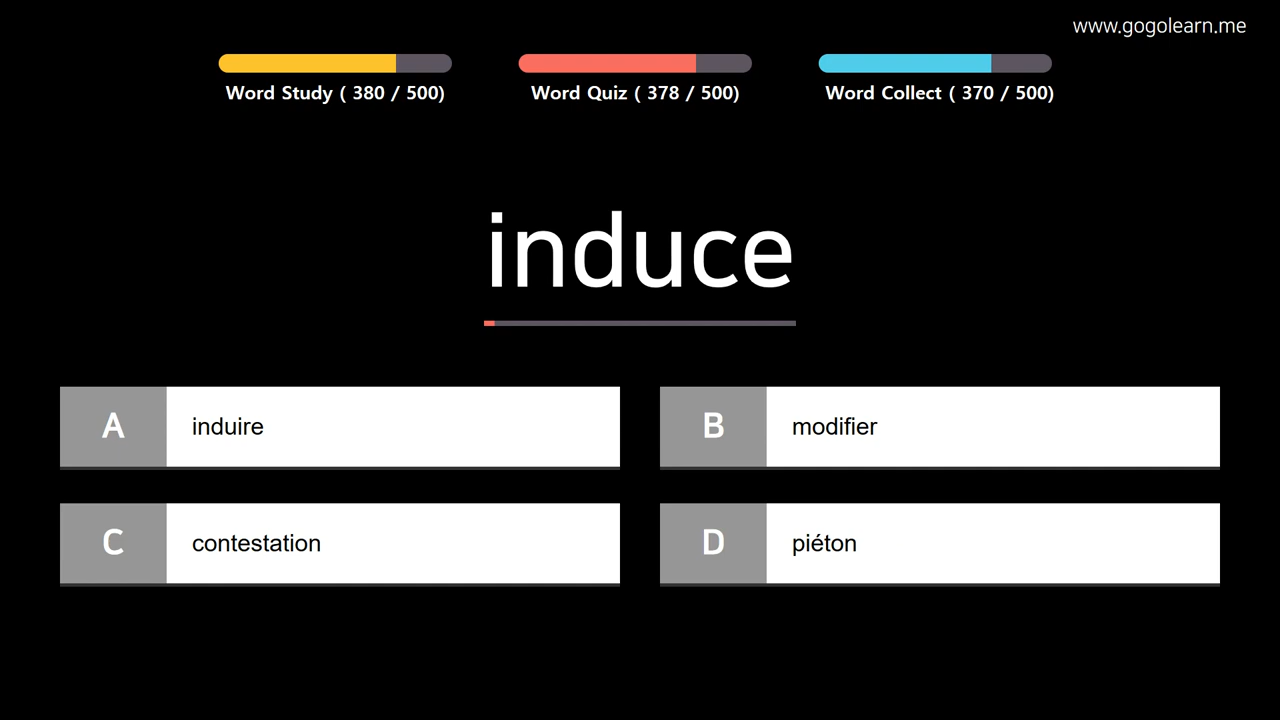 www.gogolearn.me
Word Study ( 380 / 500)
Word Quiz ( 378 / 500)
Word Collect ( 370 / 500)
induce
A induire
B modifier
C contestation
D piéton